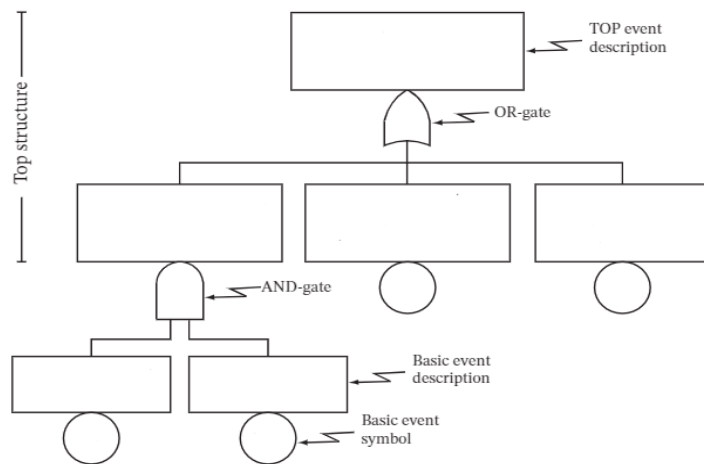 TOP event
description
Top structure
OR-gate
AND-gate
Basic event
description
Basic event
symbol